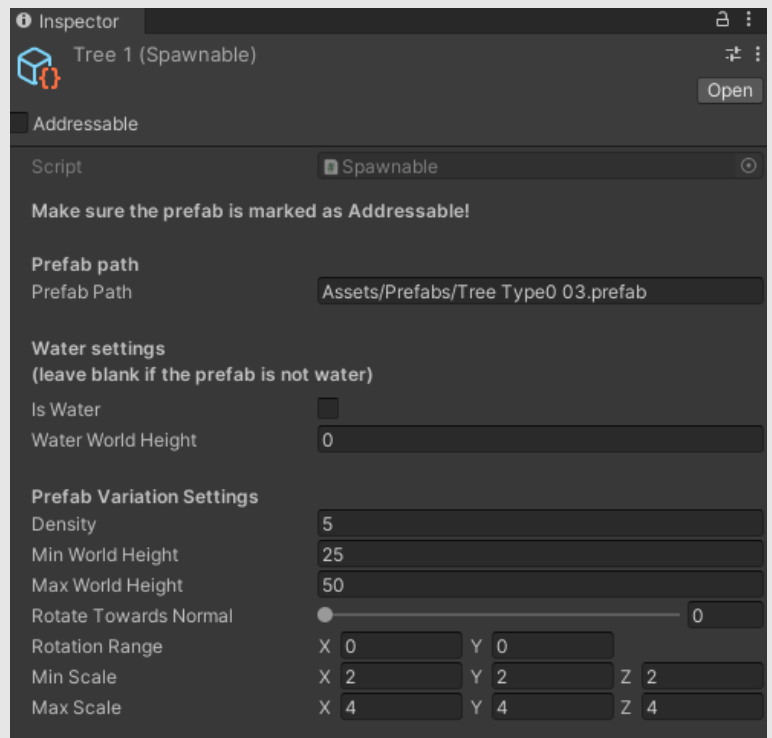 Inspector
Tree 1 (Spawnable)
Open
Addressable
Script Spawnable
Make sure the prefab is marked as Addressable!
Prefab path
Prefab Path Assets/Prefabs/Tree Type0 03.prefab
Water settings
(leave blank if the prefab is not water)
Is Water
Water World Height 0
Prefab Variation Settings
Density 5
Min World Height 25
Max World Height 50
Rotate Towards Normal 0
Rotation Range X 0 Y 0
Min Scale X 2 Y 2 Z 2
Max Scale X 4 Y 4 Z 4